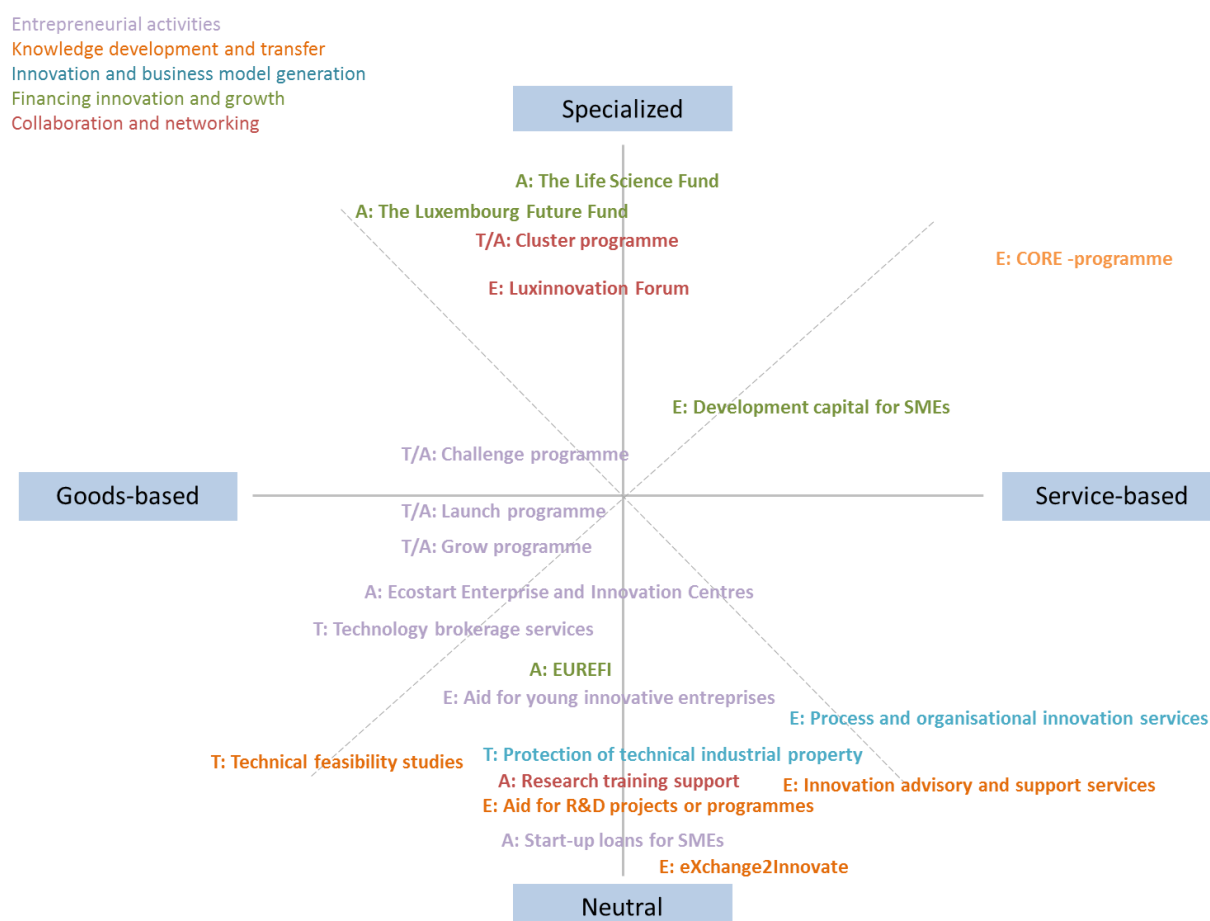 Entrepreneurial activities
Knowledge development and transfer
Innovation and business model generation
Financing innovation and growth
Collaboration and networking
Specialized
A: The Life Science Fund
A: The Luxembourg Future Fund
T/A: Cluster programme
E: CORE -programme
E: Luxinnovation Forum
E: Development capital for SMEs
T/A: Challenge programme
Goods-based
Service-based
T/A: Launch programme
T/A: Grow programme
A: Ecostart Enterprise and Innovation Centres
T: Technology brokerage services
A: EUREFI
E: Aid for young innovative entreprises
E: Process and organisational innovation services
T: Protection of technical industrial property
T: Technical feasibility studies
A: Research training support
E: Innovation advisory and support services
E: Aid for R&D projects or programmes
A: Start-up loans for SMEs
E: eXchange2Innovate
Neutral